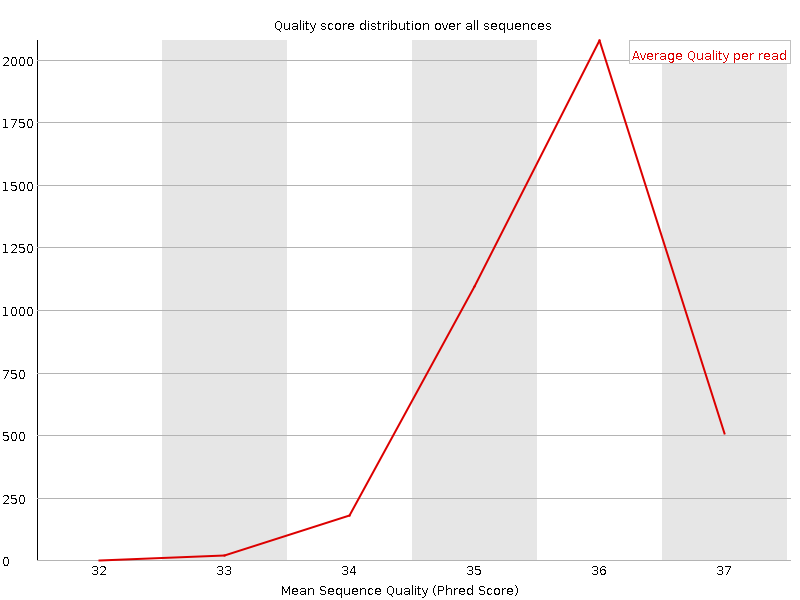 Quality score distribution over all sequences
Average Quality per read
2000
1750
1500
1250
1000
750
500
250
0
32 33 34 35 36 37
Mean Sequence Quality (Phred Score)